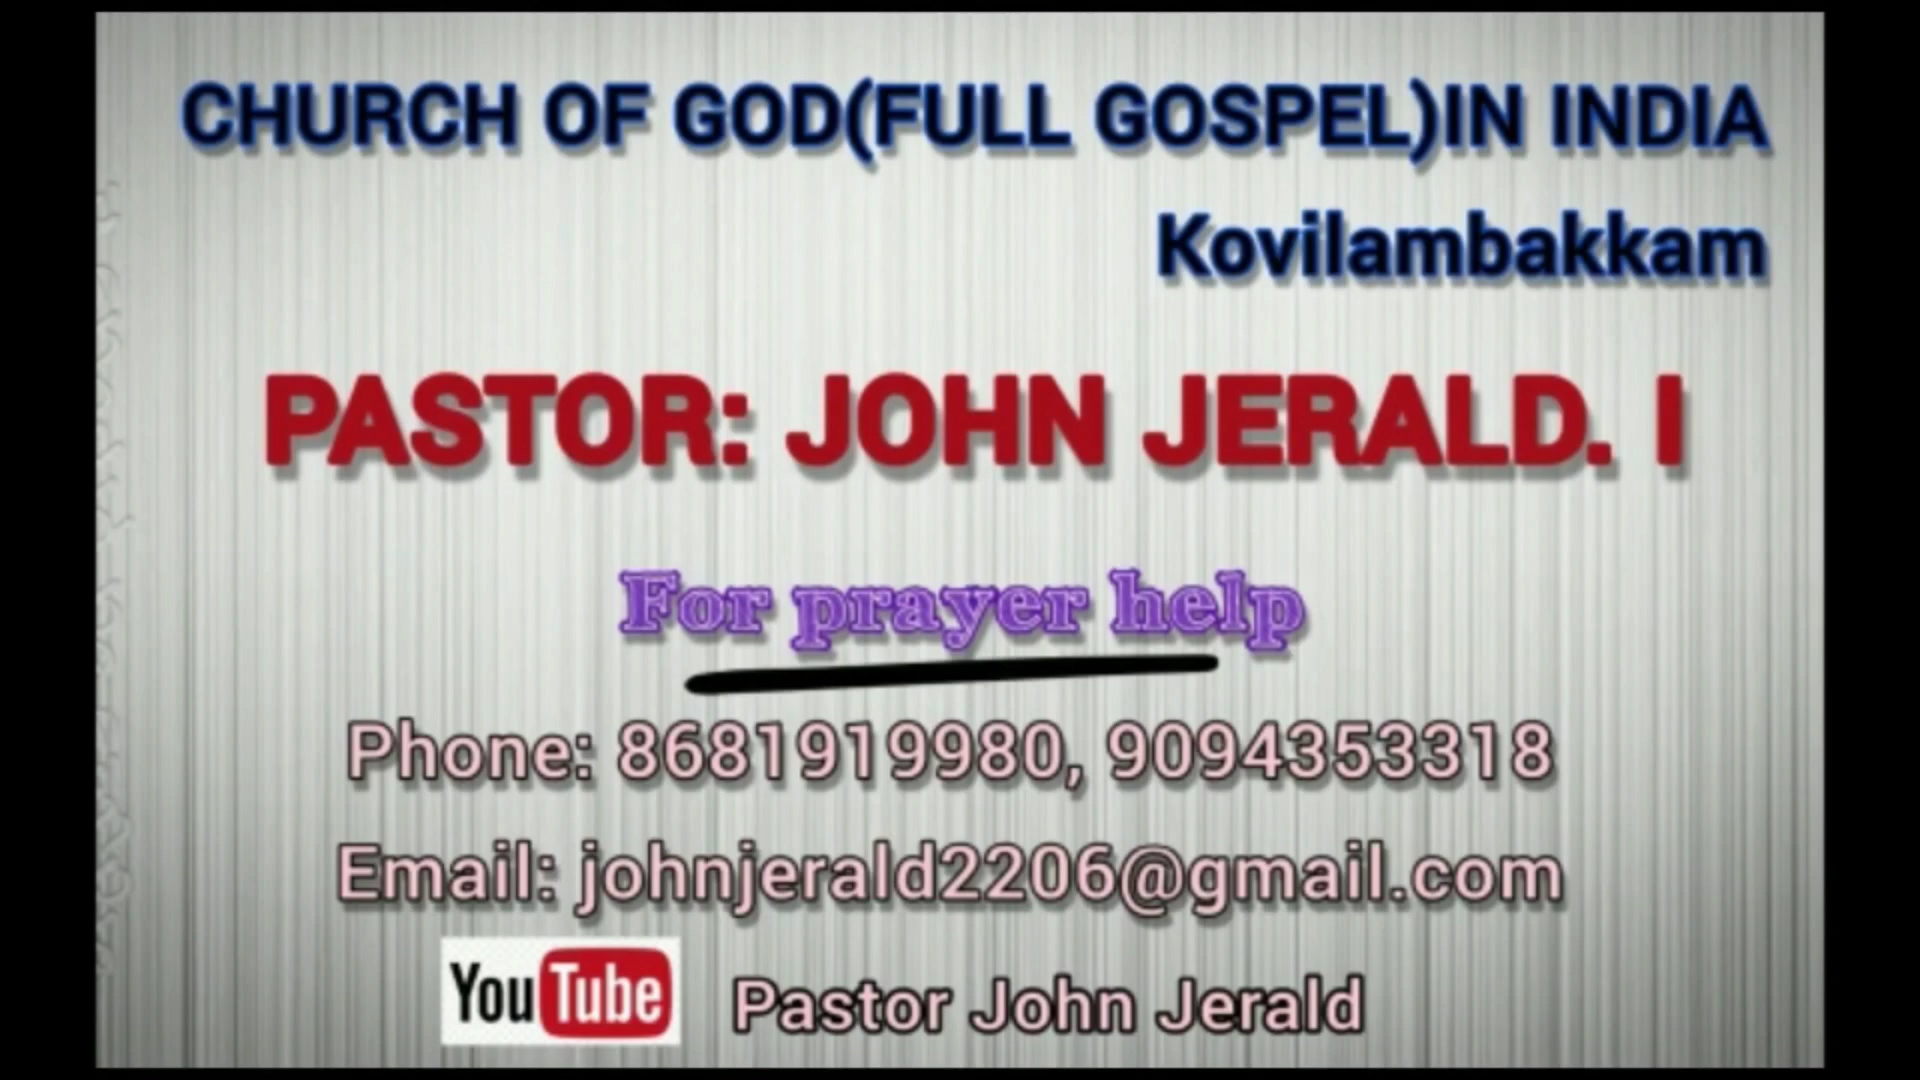 CHURCH OF GOD(FULL GOSPEL)IN INDIA
Kovilambakkam
PASTOR: JOHN JERALD. I
For prayer help
Phone: 8681919980, 9094353318
Email: johnjerald2206@gmail.com
YouTube Pastor John Jerald